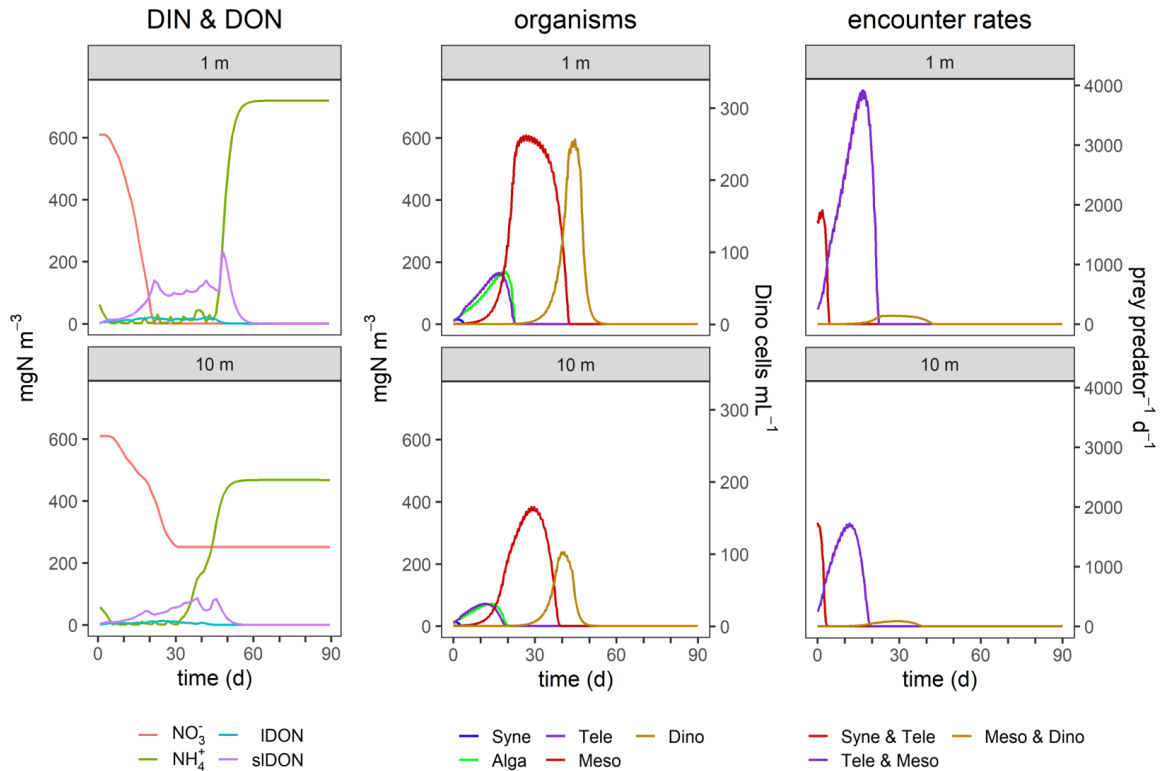 DIN & DON
organisms
encounter rates
1 m
1 m
1 m
600
400
200
0
600
400
200
0
300
200
100
0
4000
3000
2000
1000
0
mgN m⁻³
mgN m⁻³
Dino cells mL⁻¹
prey predator⁻¹ d⁻¹
10 m
10 m
10 m
600
400
200
0
600
400
200
0
300
200
100
0
4000
3000
2000
1000
0
0 30 60 90
0 30 60 90
0 30 60 90
time (d)
time (d)
time (d)
NO₃⁻
lDON
NH₄⁺
slDON
Syne
Tele
Dino
Alga
Meso
Syne & Tele
Meso & Dino
Tele & Meso